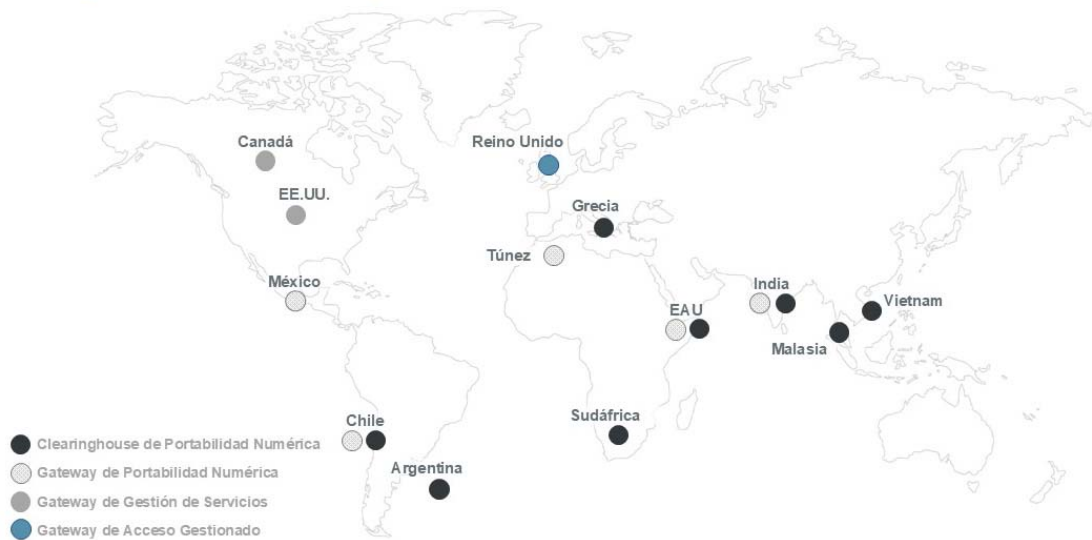 Canadá
Reino Unido
EE.UU.
Grecia
Túnez
México
India
EAU
Vietnam
Malasia
Chile
Sudáfrica
Argentina
Clearinghouse de Portabilidad Numérica
Gateway de Portabilidad Numérica
Gateway de Gestión de Servicios
Gateway de Acceso Gestionado